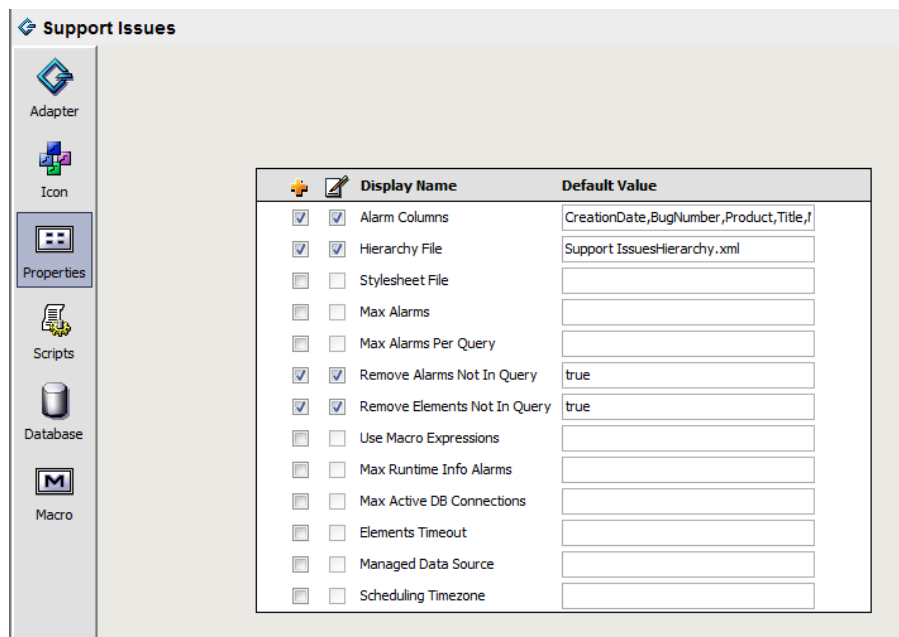 Support Issues
Adapter
Icon
Properties
Scripts
Database
M
Macro
Display Name Default Value
Alarm Columns CreationDate,BugNumber,Product,Title,
Hierarchy File Support IssuesHierarchy.xml
Stylesheet File
Max Alarms
Max Alarms Per Query
Remove Alarms Not In Query true
Remove Elements Not In Query true
Use Macro Expressions
Max Runtime Info Alarms
Max Active DB Connections
Elements Timeout
Managed Data Source
Scheduling Timezone